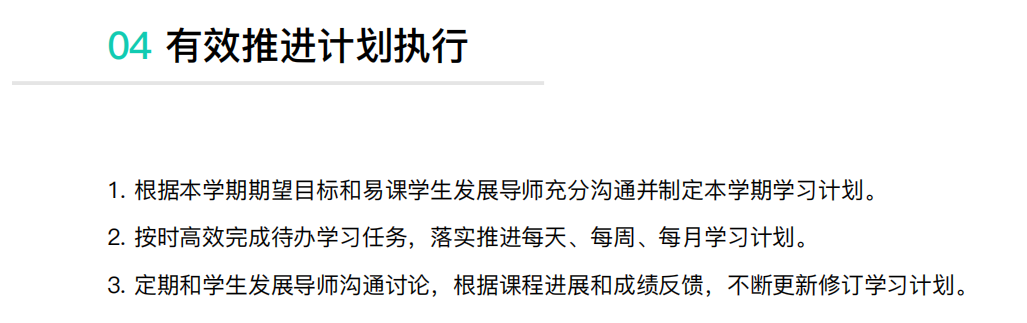 04 有效推进计划执行
1. 根据本学期期望目标和易课学生发展导师充分沟通并制定本学期学习计划。
2. 按时高效完成待办学习任务，落实推进每天、每周、每月学习计划。
3. 定期和学生发展导师沟通讨论，根据课程进展和成绩反馈，不断更新修订学习计划。